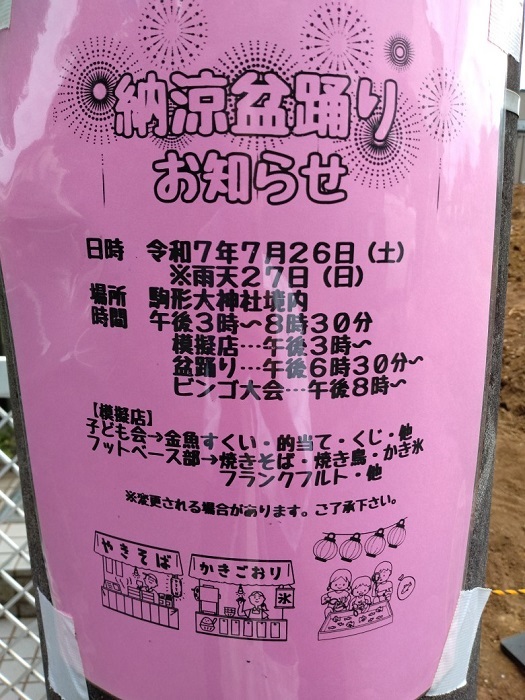 納涼盆踊り
お知らせ
日時 令和7年7月26日(土)
※雨天27日(日)
場所 駒形大神社境内
時間 午後3時〜8時30分
模擬店…午後3時〜
盆踊り…午後6時30分〜
ビンゴ大会…午後8時〜
【模擬店】
子ども会→金魚すくい・的当て・くじ・他
フットベース部→焼きそば・焼き鳥・かき氷
フランクフルト・他
※変更される場合があります。ご了承下さい。
やきそば
かきごおり
氷